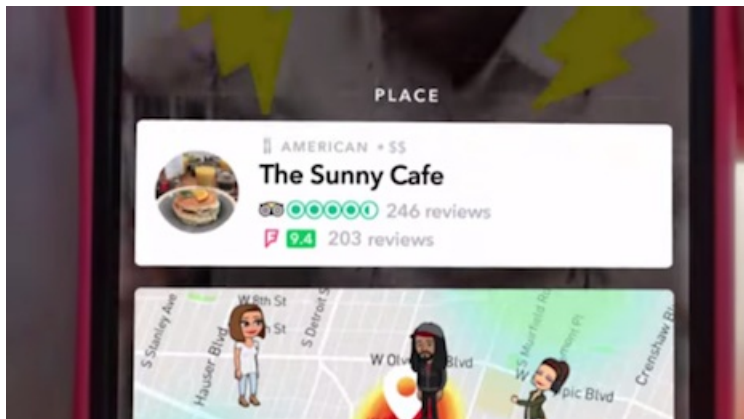 PLACE
AMERICAN • $$
The Sunny Cafe
246 reviews
9.4 203 reviews
W 8th St
S Stanley Ave
Hauser Blvd
S Detroit S
h St
S Muirfield Rd
Crenshaw Bl
W Oly Blvd
W pic Blvd